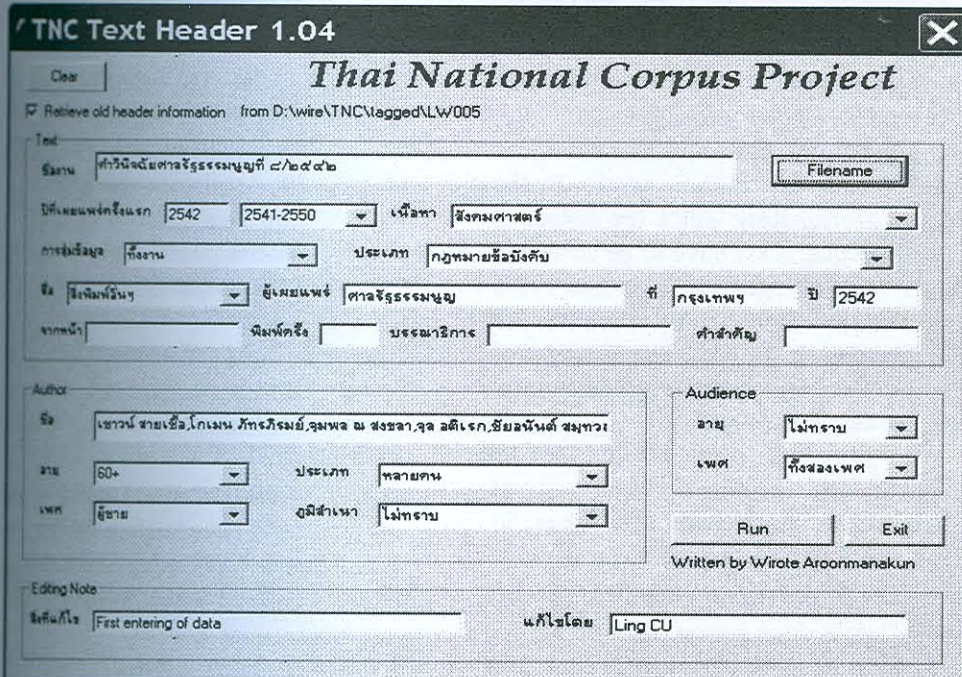 TNC Text Header 1.04
Clear
Thai National Corpus Project
Retrieve old header information from D:\wire\TNC\tagged\LW005
Text
ชื่องาน คำวินิจฉัยศาลรัฐธรรมนูญที่ ๘/๒๕๔๒ Filename
ปีที่เผยแพร่ครั้งแรก 2542 2541-2550 เนื้อหา สังคมศาสตร์
การสุ่มข้อมูล ทั้งงาน ประเภท กฎหมายข้อบังคับ
สื่อ สิ่งพิมพ์อื่นๆ ผู้เผยแพร่ ศาลรัฐธรรมนูญ ที่ กรุงเทพฯ ปี 2542
จากหน้า พิมพ์ครั้ง บรรณาธิการ คำสำคัญ
Author
ชื่อ เชาวน์ สายเชื้อ,โกเมน ภัทรภิรมย์,จุมพล ณ สงขลา,จุล อติเรก,ชัยอนันต์ สมุทวณ
อายุ 60+ ประเภท หลายคน
เพศ ผู้ชาย ภูมิลำเนา ไม่ทราบ
Audience
อายุ ไม่ทราบ
เพศ ทั้งสองเพศ
Run Exit
Written by Wirote Aroonmanakun
Editing Note
สิ่งที่แก้ไข First entering of data แก้ไขโดย Ling CU